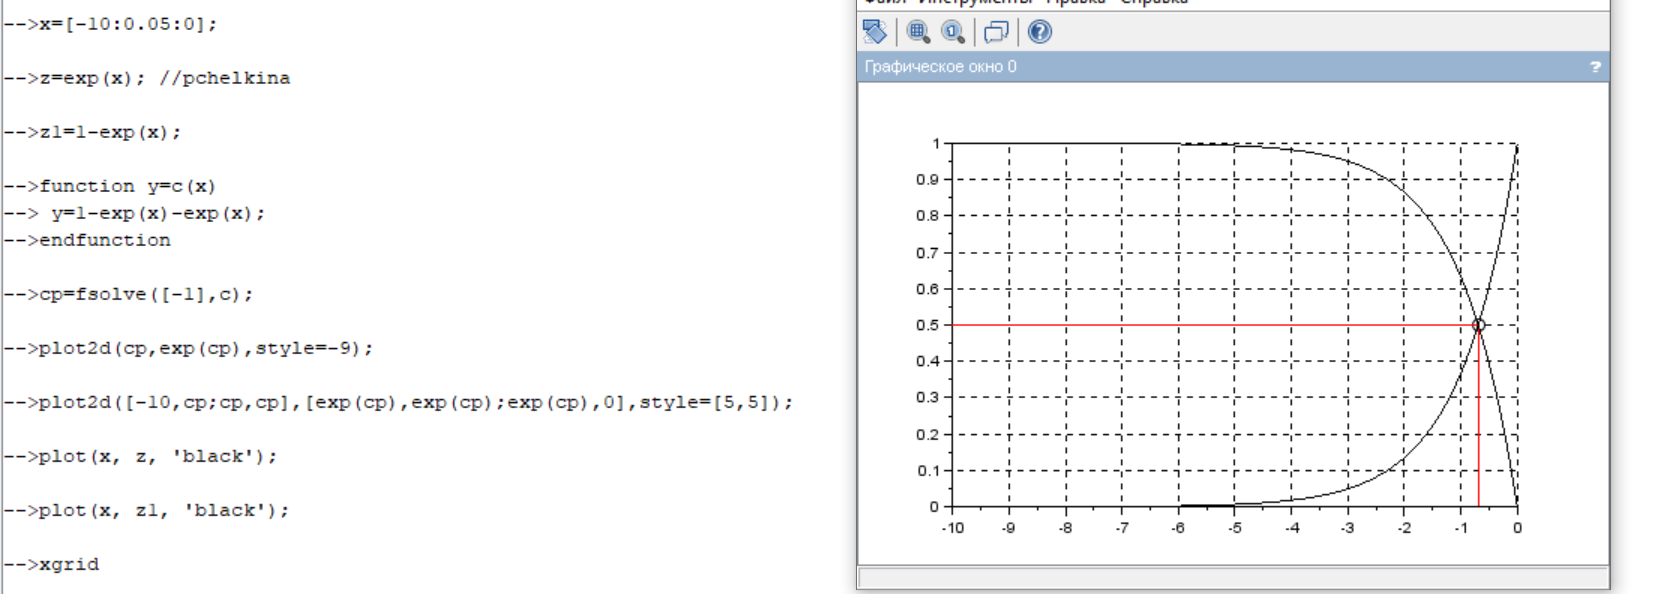 -->x=[-10:0.05:0];
-->z=exp(x); //pchelkina
-->z1=1-exp(x);
-->function y=c(x)
--> y=1-exp(x)-exp(x);
-->endfunction
-->cp=fsolve([-1],c);
-->plot2d(cp,exp(cp),style=-9);
-->plot2d([-10,cp;cp,cp],[exp(cp),exp(cp);exp(cp),0],style=[5,5]);
-->plot(x, z, 'black');
-->plot(x, z1, 'black');
-->xgrid
Файл Инструменты Правка Справка
Графическое окно 0 ?
1
0.9
0.8
0.7
0.6
0.5
0.4
0.3
0.2
0.1
0
-10 -9 -8 -7 -6 -5 -4 -3 -2 -1 0